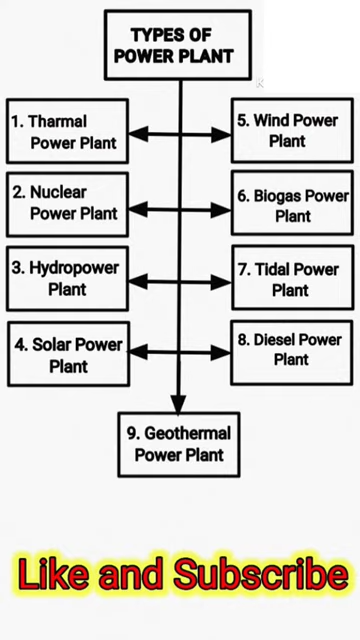 TYPES OF
POWER PLANT
1. Tharmal
Power Plant
2. Nuclear
Power Plant
3. Hydropower
Plant
4. Solar Power
Plant
5. Wind Power
Plant
6. Biogas Power
Plant
7. Tidal Power
Plant
8. Diesel Power
Plant
9. Geothermal
Power Plant
Like and Subscribe